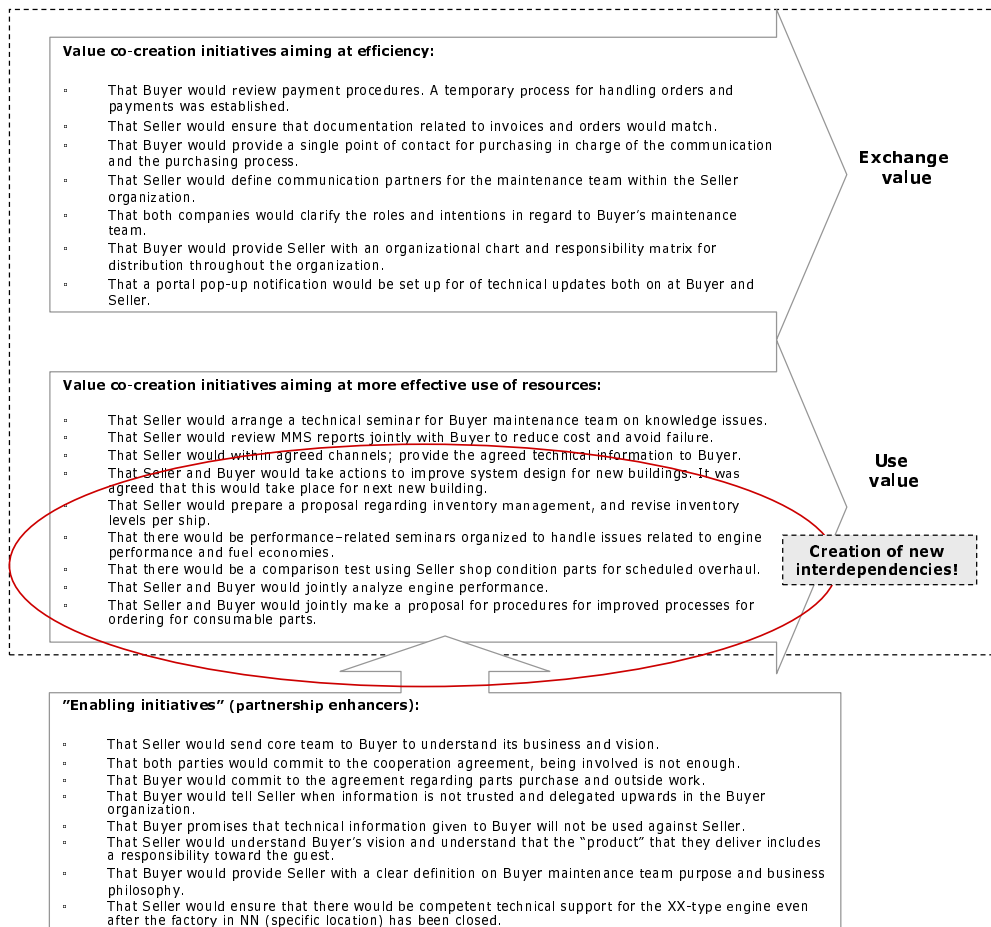 Value co-creation initiatives aiming at efficiency:
▫ That Buyer would review payment procedures. A temporary process for handling orders and
payments was established.
▫ That Seller would ensure that documentation related to invoices and orders would match.
▫ That Buyer would provide a single point of contact for purchasing in charge of the communication
and the purchasing process.
▫ That Seller would define communication partners for the maintenance team within the Seller
organization.
▫ That both companies would clarify the roles and intentions in regard to Buyer’s maintenance
team.
▫ That Buyer would provide Seller with an organizational chart and responsibility matrix for
distribution throughout the organization.
▫ That a portal pop-up notification would be set up for of technical updates both on at Buyer and
Seller.
Exchange
value
Value co-creation initiatives aiming at more effective use of resources:
▫ That Seller would arrange a technical seminar for Buyer maintenance team on knowledge issues.
▫ That Seller would review MMS reports jointly with Buyer to reduce cost and avoid failure.
▫ That Seller would within agreed channels; provide the agreed technical information to Buyer.
▫ That Seller and Buyer would take actions to improve system design for new buildings. It was
agreed that this would take place for next new building.
▫ That Seller would prepare a proposal regarding inventory management, and revise inventory
levels per ship.
▫ That there would be performance–related seminars organized to handle issues related to engine
performance and fuel economies.
▫ That there would be a comparison test using Seller shop condition parts for scheduled overhaul.
▫ That Seller and Buyer would jointly analyze engine performance.
▫ That Seller and Buyer would jointly make a proposal for procedures for improved processes for
ordering for consumable parts.
Use
value
Creation of new
interdependencies!
”Enabling initiatives” (partnership enhancers):
▫ That Seller would send core team to Buyer to understand its business and vision.
▫ That both parties would commit to the cooperation agreement, being involved is not enough.
▫ That Buyer would commit to the agreement regarding parts purchase and outside work.
▫ That Buyer would tell Seller when information is not trusted and delegated upwards in the Buyer
organization.
▫ That Buyer promises that technical information given to Buyer will not be used against Seller.
▫ That Seller would understand Buyer’s vision and understand that the “product” that they deliver includes
a responsibility toward the guest.
▫ That Buyer would provide Seller with a clear definition on Buyer maintenance team purpose and business
philosophy.
▫ That Seller would ensure that there would be competent technical support for the XX-type engine even
after the factory in NN (specific location) has been closed.